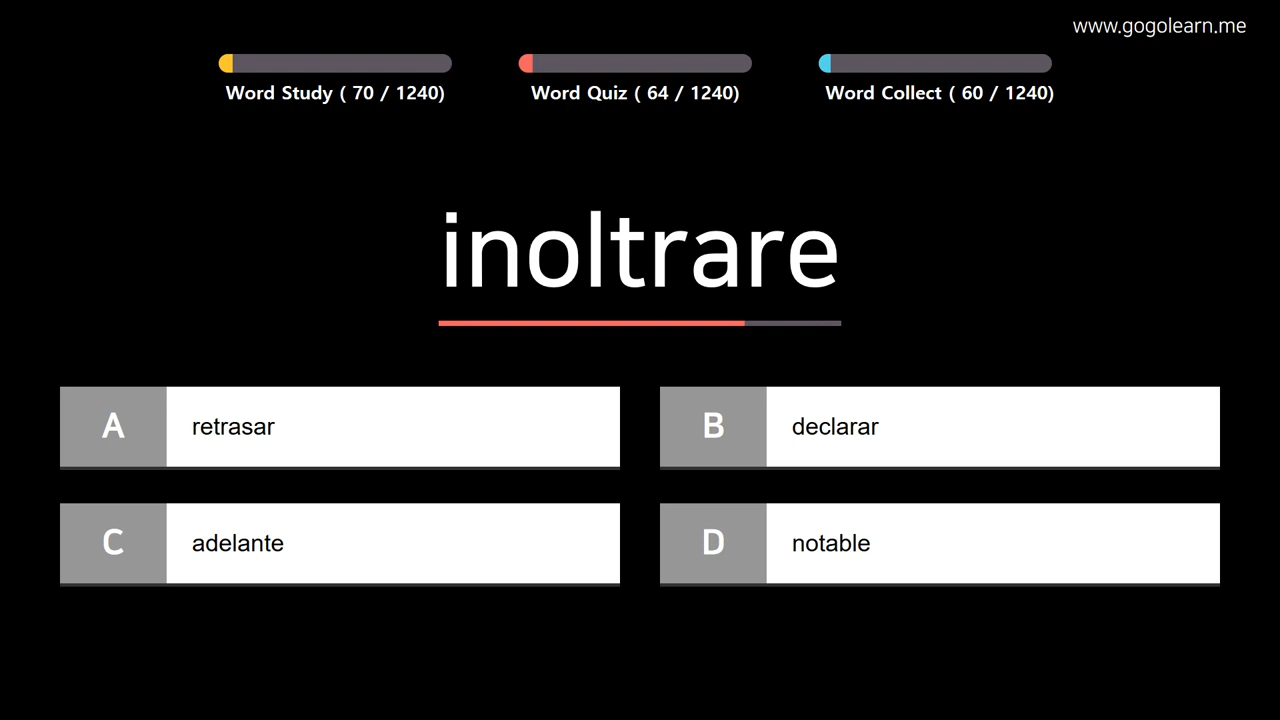 www.gogolearn.me
Word Study ( 70 / 1240)
Word Quiz ( 64 / 1240)
Word Collect ( 60 / 1240)
inoltrare
A
retrasar
B
declarar
C
adelante
D
notable